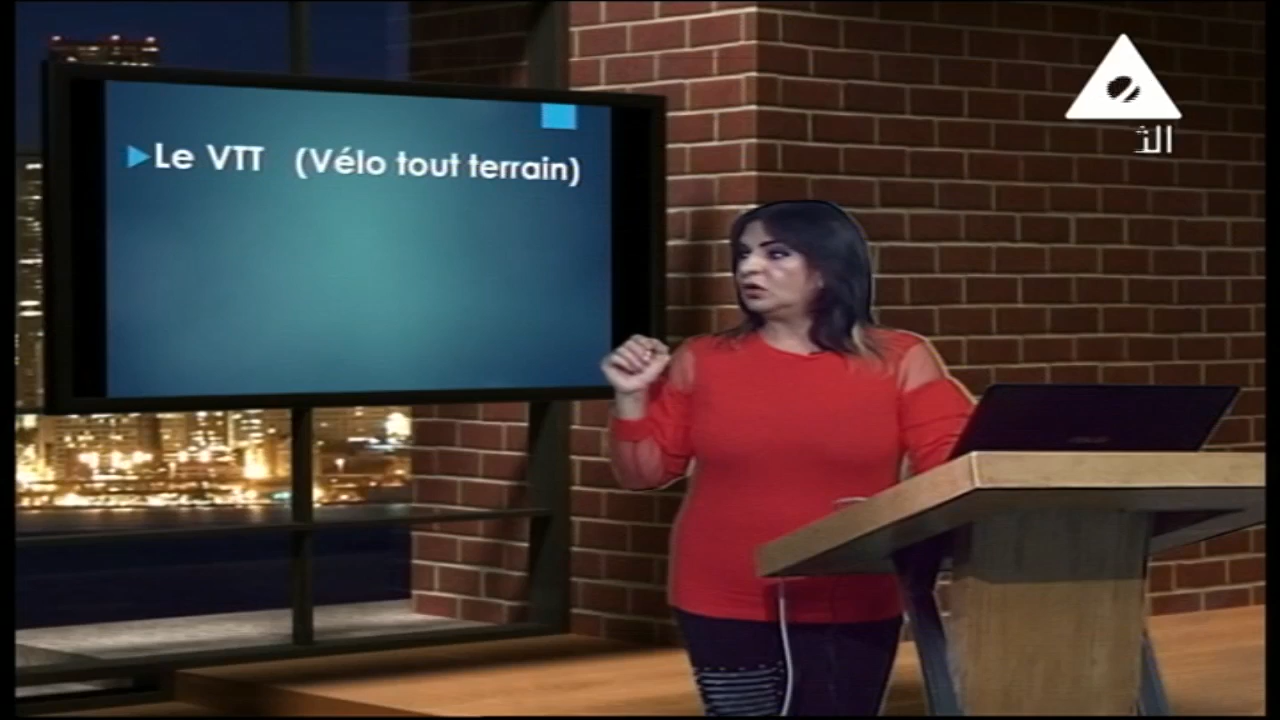 Le VTT (Vélo tout terrain)
الث